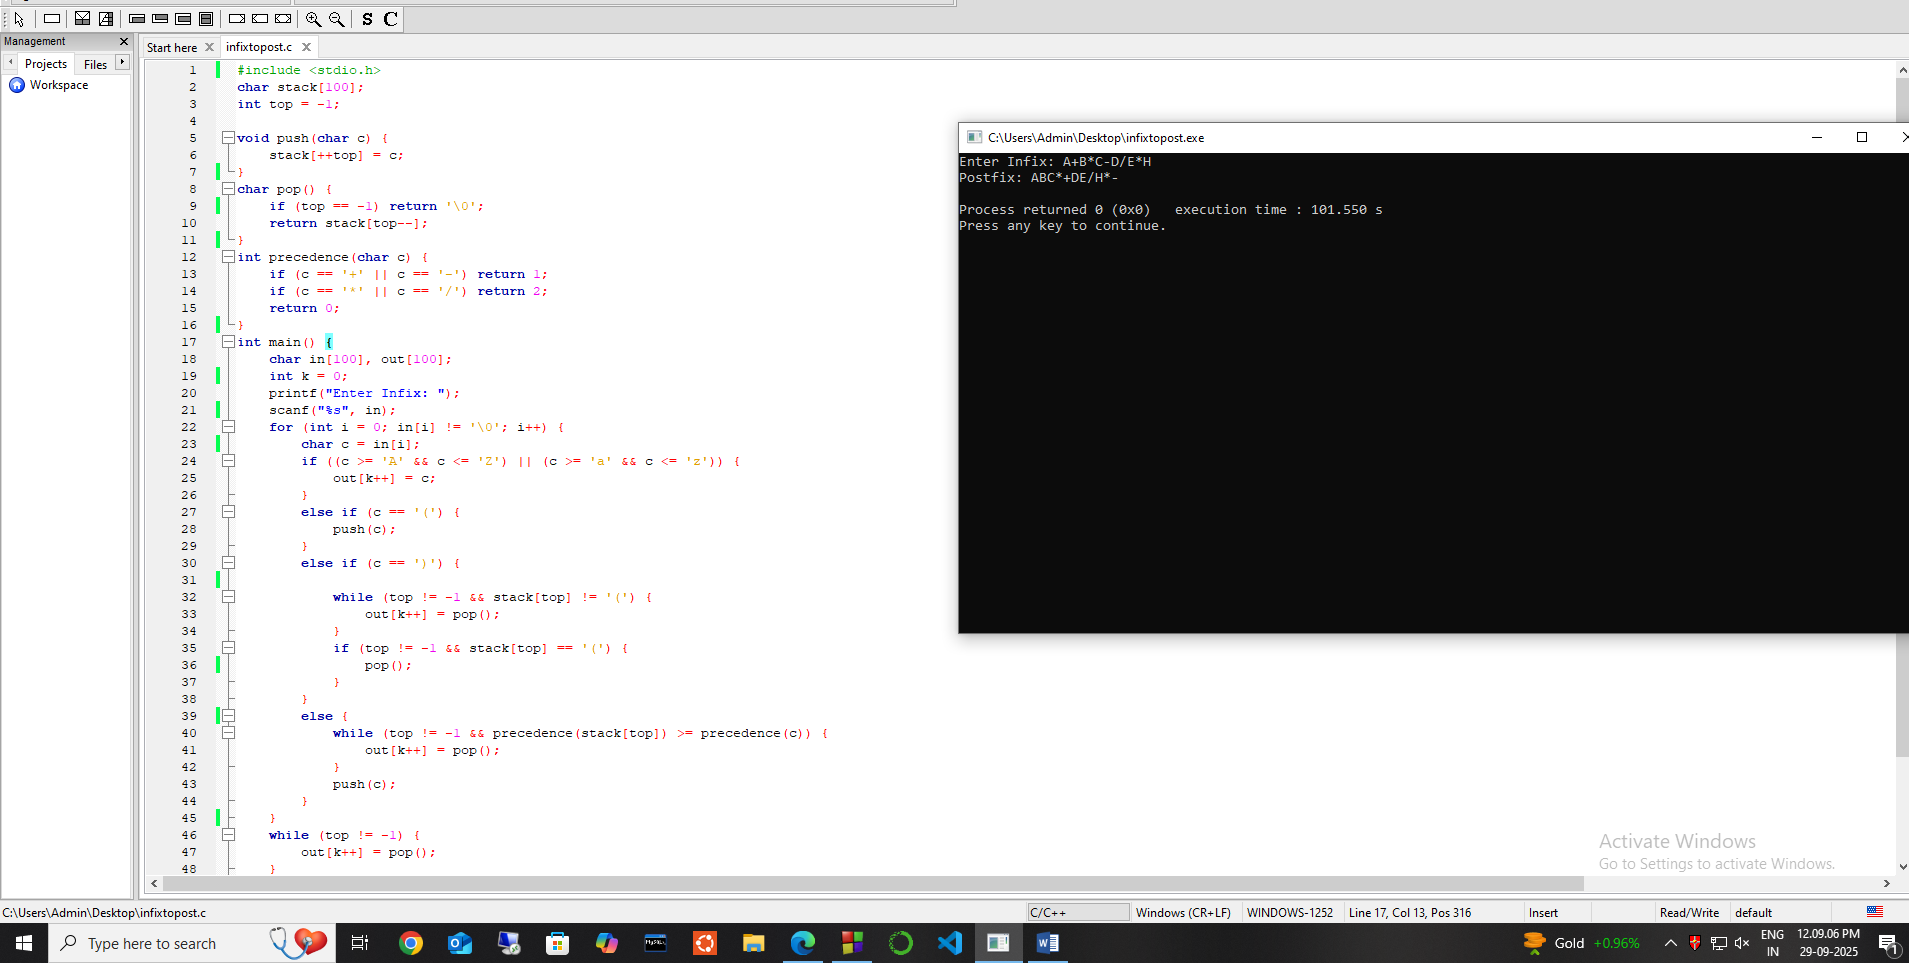 S C
Management
Projects Files
Workspace
Start here
infixtopost.c
1 #include <stdio.h>
2 char stack[100];
3 int top = -1;
4
5 void push(char c) {
6 stack[++top] = c;
7 }
8 char pop() {
9 if (top == -1) return '\0';
10 return stack[top--];
11 }
12 int precedence(char c) {
13 if (c == '+' || c == '-') return 1;
14 if (c == '*' || c == '/') return 2;
15 return 0;
16 }
17 int main() {
18 char in[100], out[100];
19 int k = 0;
20 printf("Enter Infix: ");
21 scanf("%s", in);
22 for (int i = 0; in[i] != '\0'; i++) {
23 char c = in[i];
24 if ((c >= 'A' && c <= 'Z') || (c >= 'a' && c <= 'z')) {
25 out[k++] = c;
26 }
27 else if (c == '(') {
28 push(c);
29 }
30 else if (c == ')') {
31
32 while (top != -1 && stack[top] != '(') {
33 out[k++] = pop();
34 }
35 if (top != -1 && stack[top] == '(') {
36 pop();
37 }
38 }
39 else {
40 while (top != -1 && precedence(stack[top]) >= precedence(c)) {
41 out[k++] = pop();
42 }
43 push(c);
44 }
45 }
46 while (top != -1) {
47 out[k++] = pop();
48 }
C:\Users\Admin\Desktop\infixtopost.exe
Enter Infix: A+B*C-D/E*H
Postfix: ABC*+DE/H*-
Process returned 0 (0x0) execution time : 101.550 s
Press any key to continue.
Activate Windows
Go to Settings to activate Windows.
C:\Users\Admin\Desktop\infixtopost.c C/C++ Windows (CR+LF) WINDOWS-1252 Line 17, Col 13, Pos 316 Insert Read/Write default
Type here to search
MySQL
Gold +0.96%
ENG
IN
12.09.06 PM
29-09-2025
1